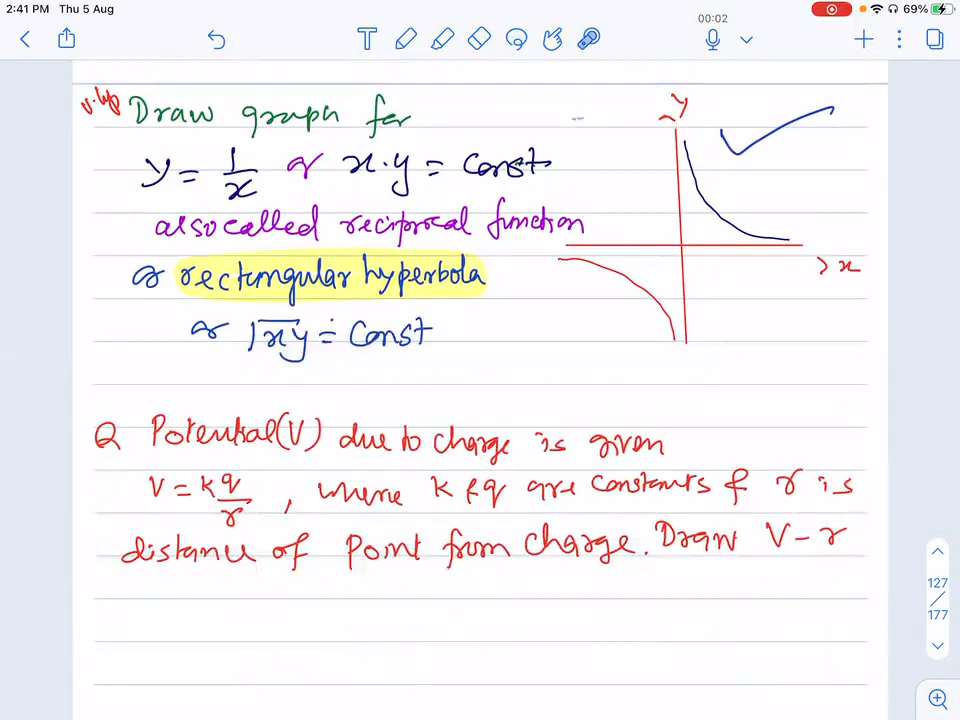 2:41 PM Thu 5 Aug
00:02
69%
T
v.Imp Draw graph for
y = 1/x or x.y = const
also called reciprocal function
or rectangular hyperbola
or xy = Const
y
x
Q Potential (V) due to charge is given
V = kq/r , where k & q are constants & r is
distance of point from charge. Draw V-r
127
/
177